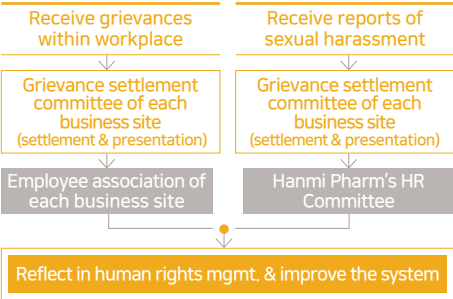 Receive grievances
within workplace
Grievance settlement
committee of each
business site
(settlement & presentation)
Employee association of
each business site
Receive reports of
sexual harassment
Grievance settlement
committee of each
business site
(settlement & presentation)
Hanmi Pharm's HR
Committee
Reflect in human rights mgmt. & improve the system